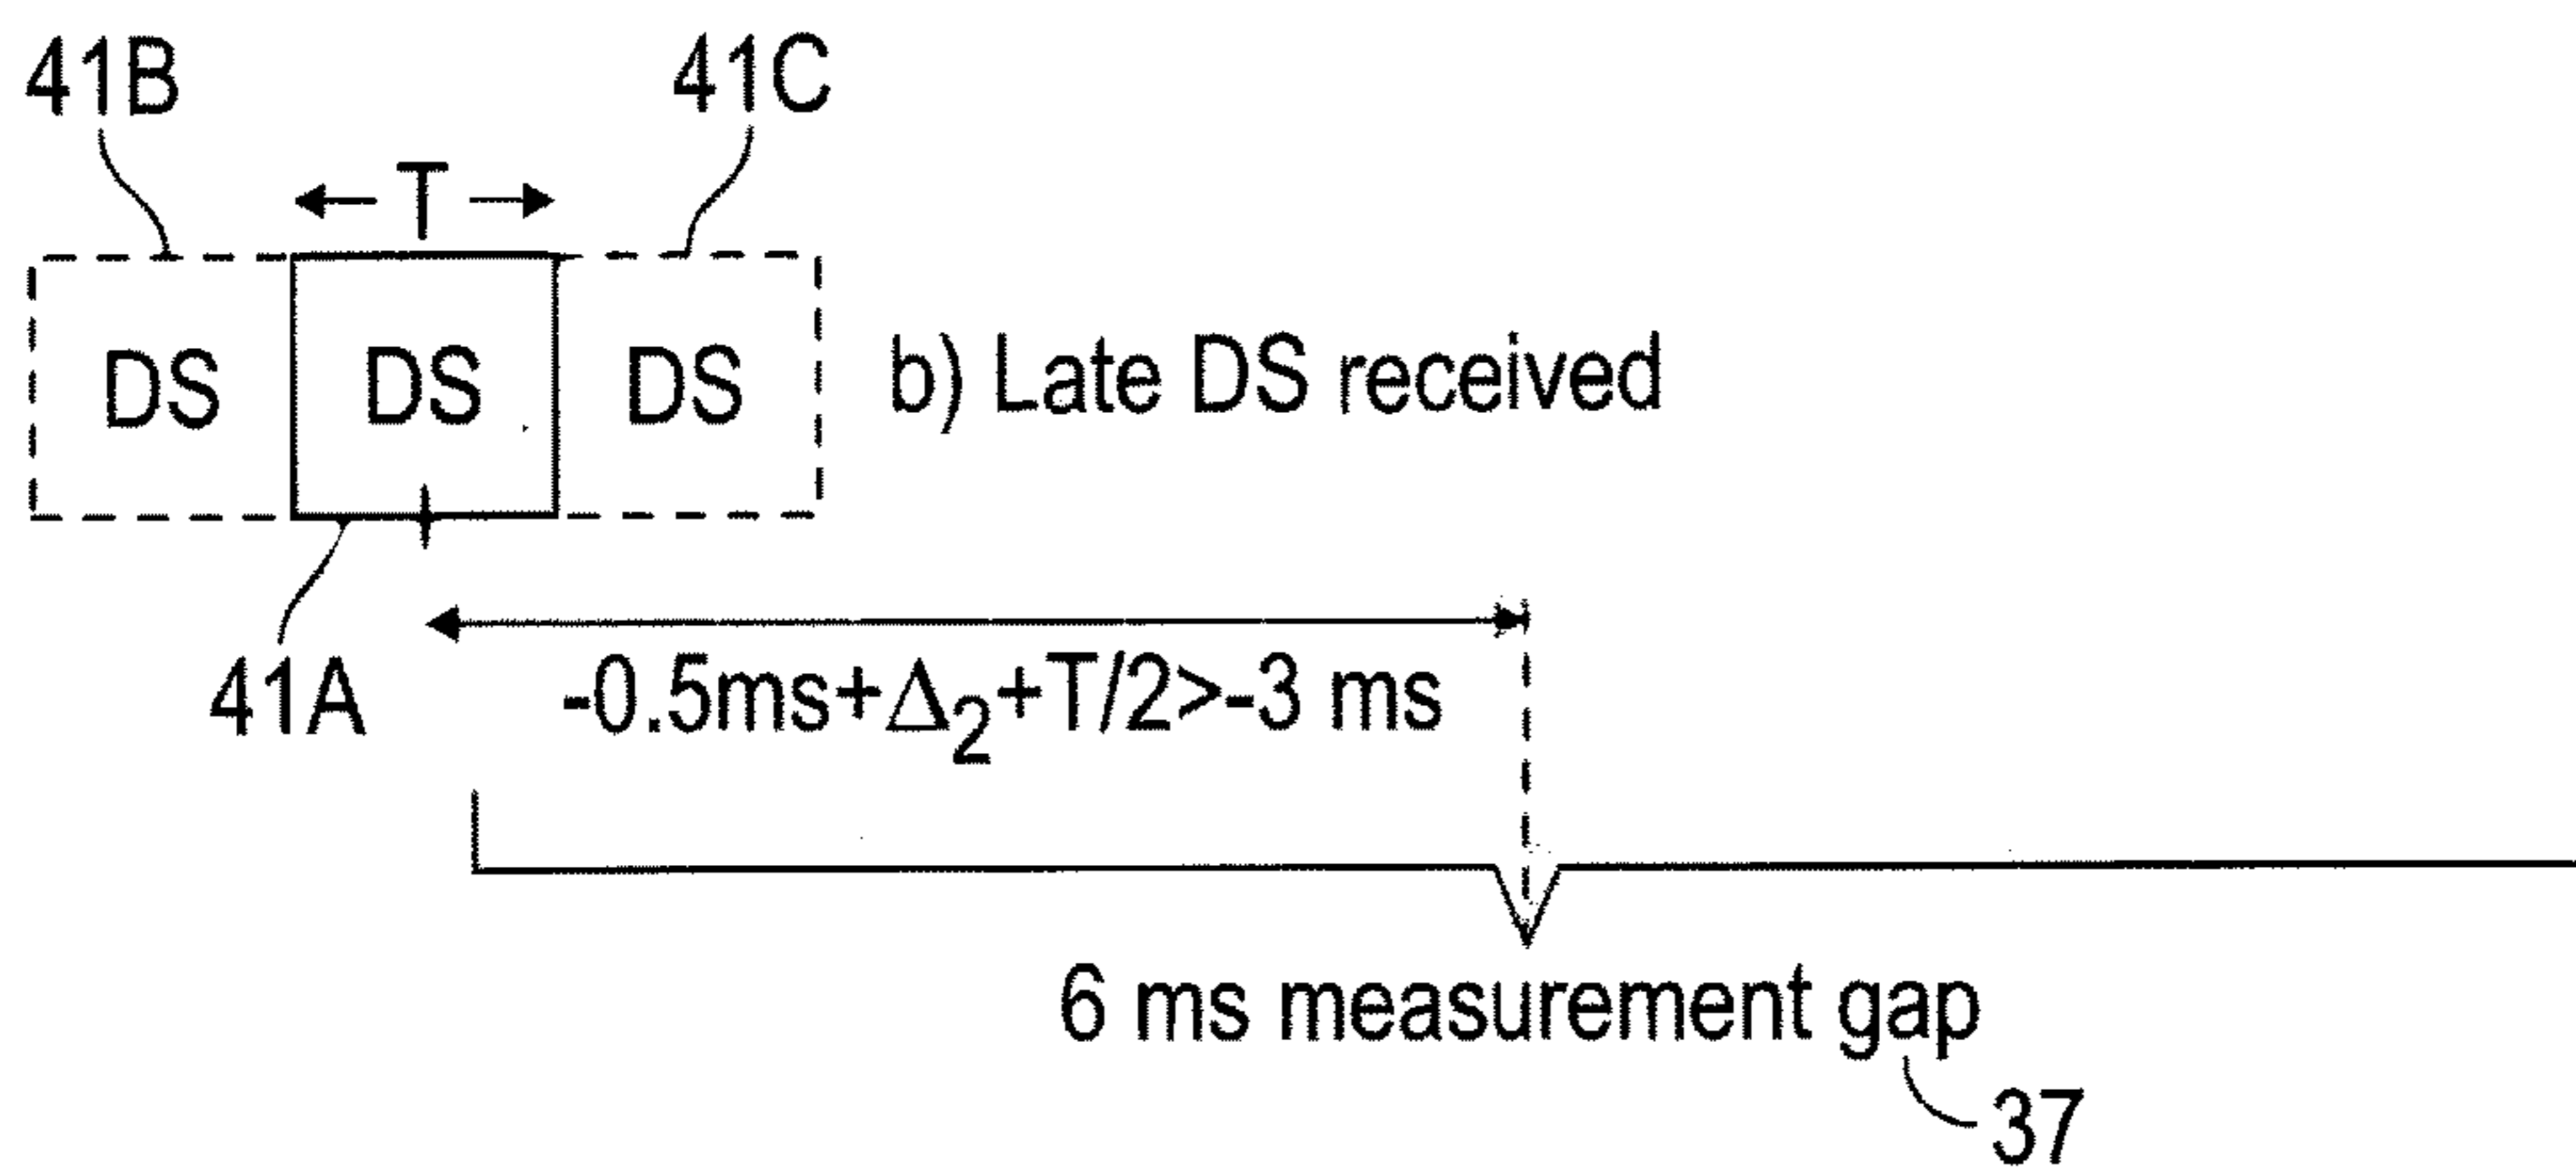 41B
41C
T
DS DS DS
b) Late DS received
41A
-0.5ms+Δ₂+T/2>-3 ms
6 ms measurement gap
37